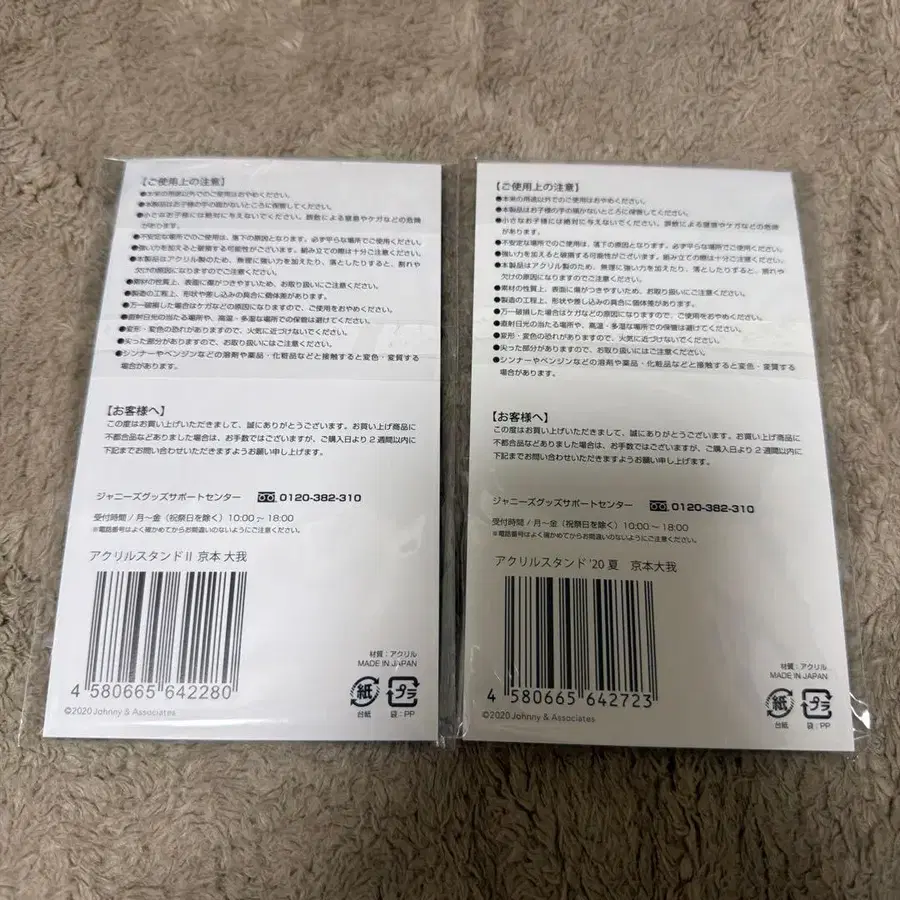 【ご使用上の注意】
●本来の用途以外でのご使用はおやめください。
●本製品はお子様の手の届かないところに保管してください。
●小さなお子様には絶対に与えないでください。誤飲による窒息やケガなどの危険
があります。
●不安定な場所でのご使用は、落下の原因となります。必ず平らな場所でご使用ください。
●強い力を加えると破損する可能性がございます。組み立ての際は十分ご注意ください。
●本製品はアクリル製のため、無理に強い力を加えたり、落としたりすると、割れや
欠けの原因になりますのでご注意ください。
●素材の性質上、表面に傷がつきやすいため、お取り扱いにご注意ください。
●製造の工程上、形状や差し込みの具合に個体差があります。
●万一破損した場合はケガなどの原因になりますので、ご使用をおやめください。
●直射日光の当たる場所や、高温・多湿な場所での保管は避けてください。
●変形・変色の恐れがありますので、火気に近づけないでください。
●尖った部分がありますので、お取り扱いにはご注意ください。
●シンナーやベンジンなどの溶剤や薬品・化粧品などと接触すると変色・変質する
場合があります。
【お客様へ】
この度はお買い上げいただきまして、誠にありがとうございます。お買い上げ商品に
不都合品などありました場合は、お手数ではございますが、ご購入日より2週間以内に
下記までお問い合わせいただきますようお願い申し上げます。
ジャニーズグッズサポートセンター 0120-382-310
受付時間/月～金(祝祭日を除く)10:00～18:00
※電話番号はよく確かめてからお間違いのないようにご注意ください。
アクリルスタンドⅡ 京本 大我
4 580665 642280
©2020 Johnny & Associates
材質:アクリル
MADE IN JAPAN
紙 プラ
台紙 袋:PP
【ご使用上の注意】
●本来の用途以外でのご使用はおやめください。
●本製品はお子様の手の届かないところに保管してください。
●小さなお子様には絶対に与えないでください。誤飲による窒息やケガなどの危険
があります。
●不安定な場所でのご使用は、落下の原因となります。必ず平らな場所でご使用ください。
●強い力を加えると破損する可能性がございます。組み立ての際は十分ご注意ください。
●本製品はアクリル製のため、無理に強い力を加えたり、落としたりすると、割れや
欠けの原因になりますのでご注意ください。
●素材の性質上、表面に傷がつきやすいため、お取り扱いにご注意ください。
●製造の工程上、形状や差し込みの具合に個体差があります。
●万一破損した場合はケガなどの原因になりますので、ご使用をおやめください。
●直射日光の当たる場所や、高温・多湿な場所での保管は避けてください。
●変形・変色の恐れがありますので、火気に近づけないでください。
●尖った部分がありますので、お取り扱いにはご注意ください。
●シンナーやベンジンなどの溶剤や薬品・化粧品などと接触すると変色・変質する
場合があります。
【お客様へ】
この度はお買い上げいただきまして、誠にありがとうございます。お買い上げ商品に
不都合品などありました場合は、お手数ではございますが、ご購入日より2週間以内に
下記までお問い合わせいただきますようお願い申し上げます。
ジャニーズグッズサポートセンター 0120-382-310
受付時間/月～金(祝祭日を除く)10:00～18:00
※電話番号はよく確かめてからお間違いのないようにご注意ください。
アクリルスタンド '20 夏 京本大我
4 580665 642723
©2020 Johnny & Associates
材質:アクリル
MADE IN JAPAN
紙 プラ
台紙 袋:PP